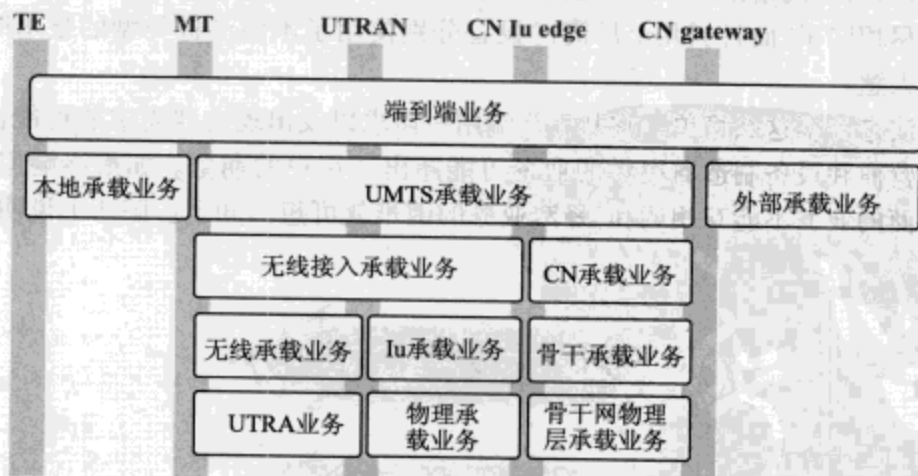 TE MT UTRAN CN Iu edge CN gateway
端到端业务
本地承载业务 UMTS承载业务 外部承载业务
无线接入承载业务 CN承载业务
无线承载业务 Iu承载业务 骨干承载业务
UTRA业务
物理承
载业务
骨干网物理
层承载业务